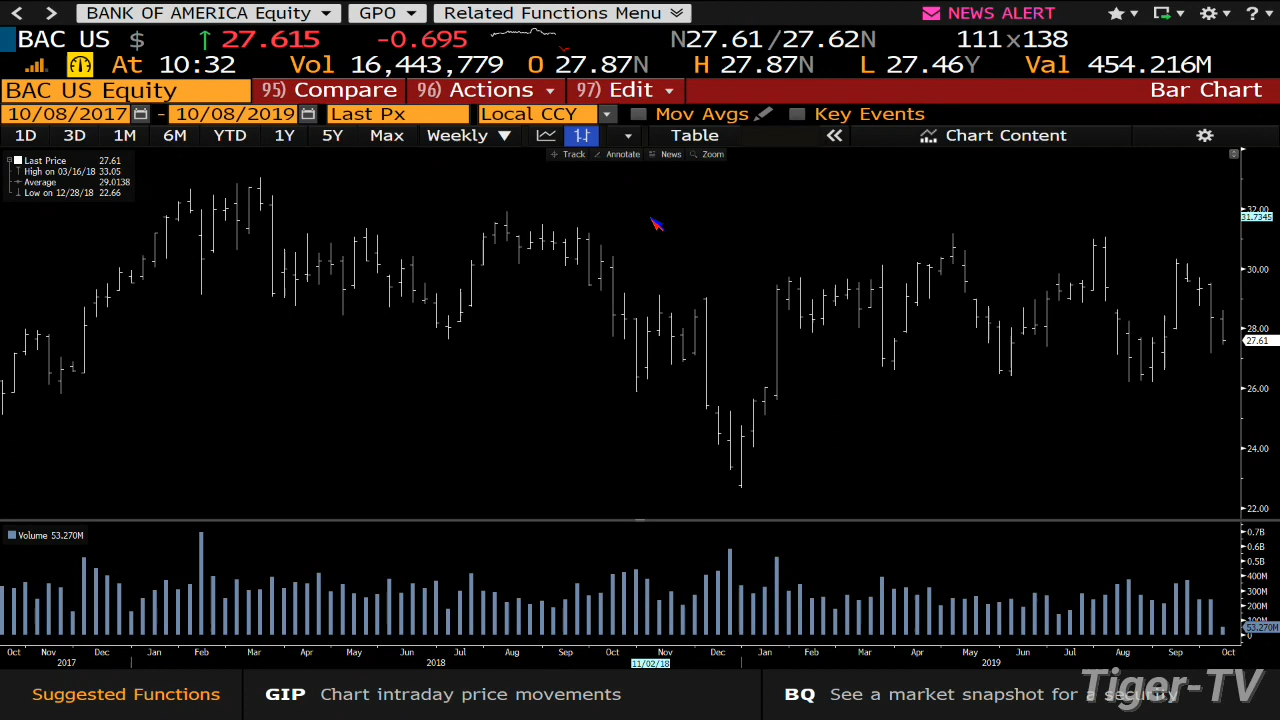 BANK OF AMERICA Equity GPO Related Functions Menu NEWS ALERT ?
BAC US $ ↑ 27.615 -0.695 N27.61/27.62N 111x138
At 10:32 Vol 16,443,779 O 27.87N H 27.87N L 27.46Y Val 454.216M
BAC US Equity 95) Compare 96) Actions 97) Edit Bar Chart
10/08/2017 - 10/08/2019 Last Px Local CCY Mov Avgs Key Events
1D 3D 1M 6M YTD 1Y 5Y Max Weekly Table Chart Content
Track Annotate News Zoom
Last Price 27.61
High on 03/16/18 33.05
Average 29.0138
Low on 12/28/18 22.66
32.00
31.7345
30.00
28.00
27.61
26.00
24.00
22.00
Volume 53.270M
0.7B
0.6B
0.5B
400M
300M
200M
100M
53.270M
0
Oct Nov Dec Jan Feb Mar Apr May Jun Jul Aug Sep Oct Nov Dec Jan Feb Mar Apr May Jun Jul Aug Sep Oct
2017 2018 11/02/18 2019
Suggested Functions GIP Chart intraday price movements BQ See a market snapshot for a security
Tiger-TV